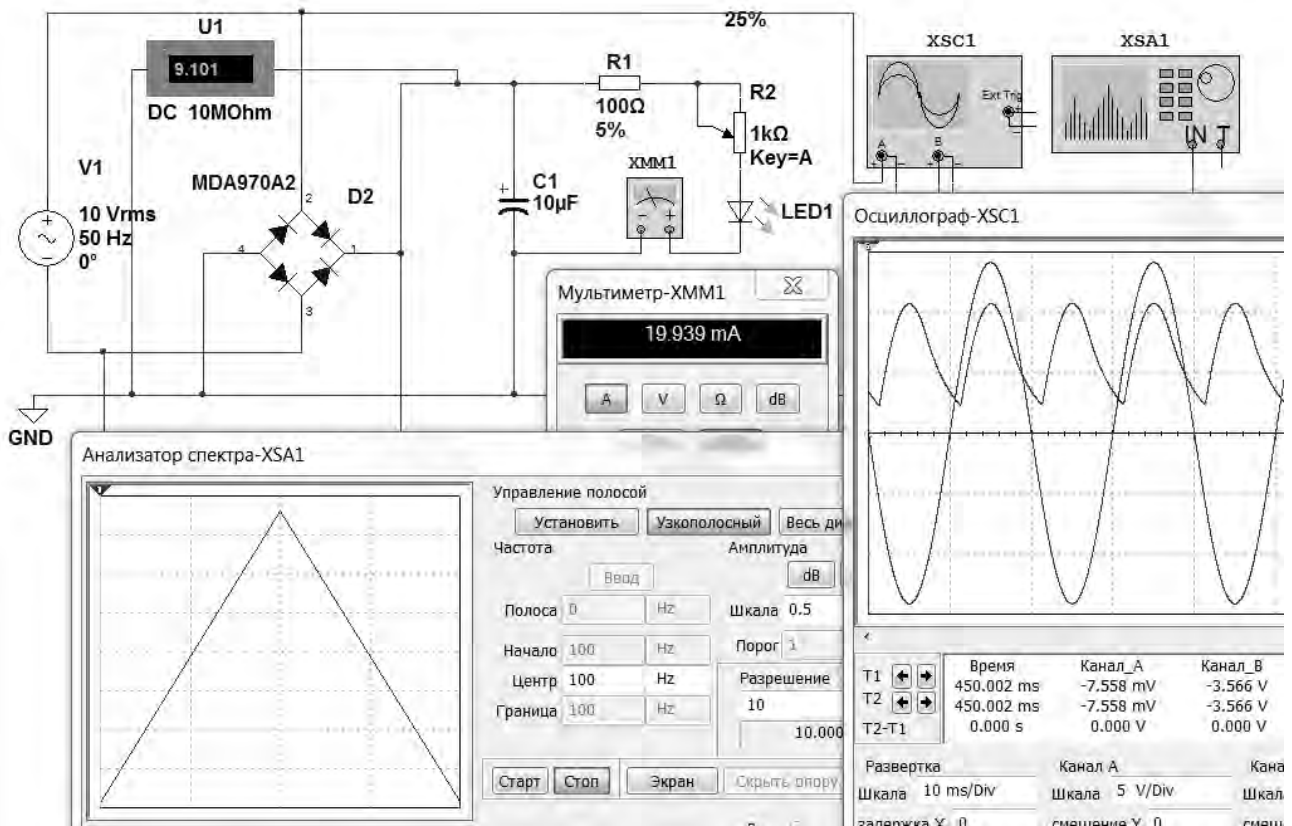 25%
U1
9.101
DC 10MOhm
V1
10 Vrms
50 Hz
0°
MDA970A2
D2
2
4
1
3
R1
100Ω
5%
R2
1kΩ
Key=A
XMM1
C1
10µF
LED1
GND
XSC1
Ext Trig
A
B
XSA1
IN T
Мультиметр-XMM1
19.939 mA
A V Ω dB
Осциллограф-XSC1
T1
T2
T2-T1
Время Канал_A Канал_B
450.002 ms -7.558 mV -3.566 V
450.002 ms -7.558 mV -3.566 V
0.000 s 0.000 V 0.000 V
Развертка Канал A Кана
Шкала 10 ms/Div Шкала 5 V/Div Шкал
задержка X 0 смещение Y 0
Анализатор спектра-XSA1
Управление полосой
Установить Узкополосный Весь ди
Частота
Ввод
Полоса 0 Hz
Начало 100 Hz
Центр 100 Hz
Граница 100 Hz
Амплитуда
dB
Шкала 0.5
Порог 1
Разрешение
10
10.000
Старт Стоп Экран Скрыть опору